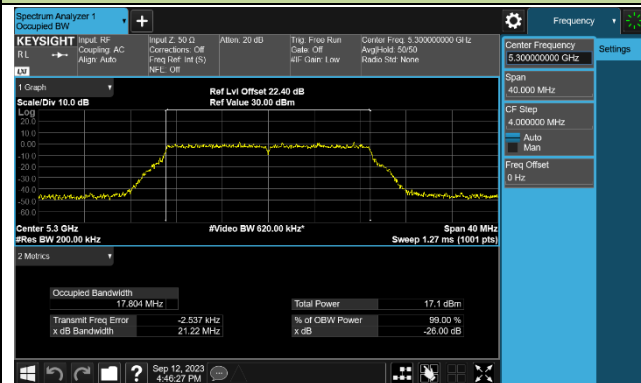 Spectrum Analyzer 1
Occupied BW
Frequency
KEYSIGHT
RL
LXI
Input: RF
Coupling: AC
Align: Auto
Input Z: 50 Ω
Corrections: Off
Freq Ref: Int (S)
NFE: Off
Atten: 20 dB
Trig: Free Run
Gate: Off
#IF Gain: Low
Center Freq: 5.300000000 GHz
Avg|Hold: 50/50
Radio Std: None
Center Frequency
5.300000000 GHz
Settings
Span
40.000 MHz
CF Step
4.000000 MHz
Auto
Man
Freq Offset
0 Hz
1 Graph
Scale/Div 10.0 dB
Ref Lvl Offset 22.40 dB
Ref Value 30.00 dBm
Log
20.0
10.0
0.00
-10.0
-20.0
-30.0
-40.0
-50.0
-60.0
Center 5.3 GHz
#Res BW 200.00 kHz
#Video BW 620.00 kHz*
Span 40 MHz
Sweep 1.27 ms (1001 pts)
2 Metrics
Occupied Bandwidth
17.804 MHz
Total Power 17.1 dBm
Transmit Freq Error -2.537 kHz
% of OBW Power 99.00 %
x dB Bandwidth 21.22 MHz
x dB -26.00 dB
?
Sep 12, 2023
4:46:27 PM